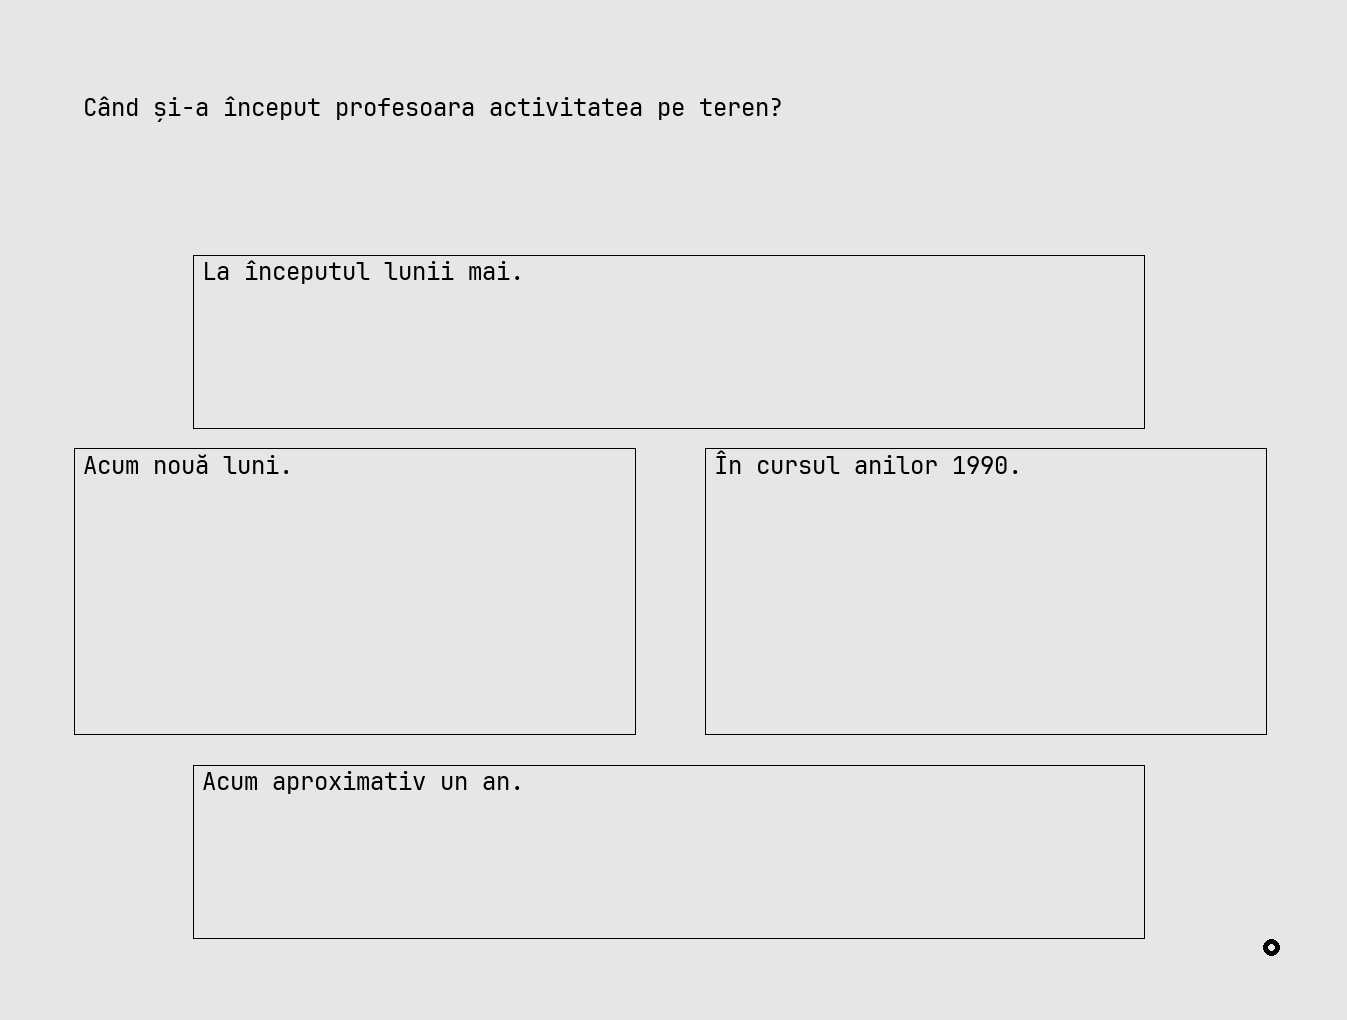 Când și-a început profesoara activitatea pe teren?
La începutul lunii mai.
Acum nouă luni.
În cursul anilor 1990.
Acum aproximativ un an.